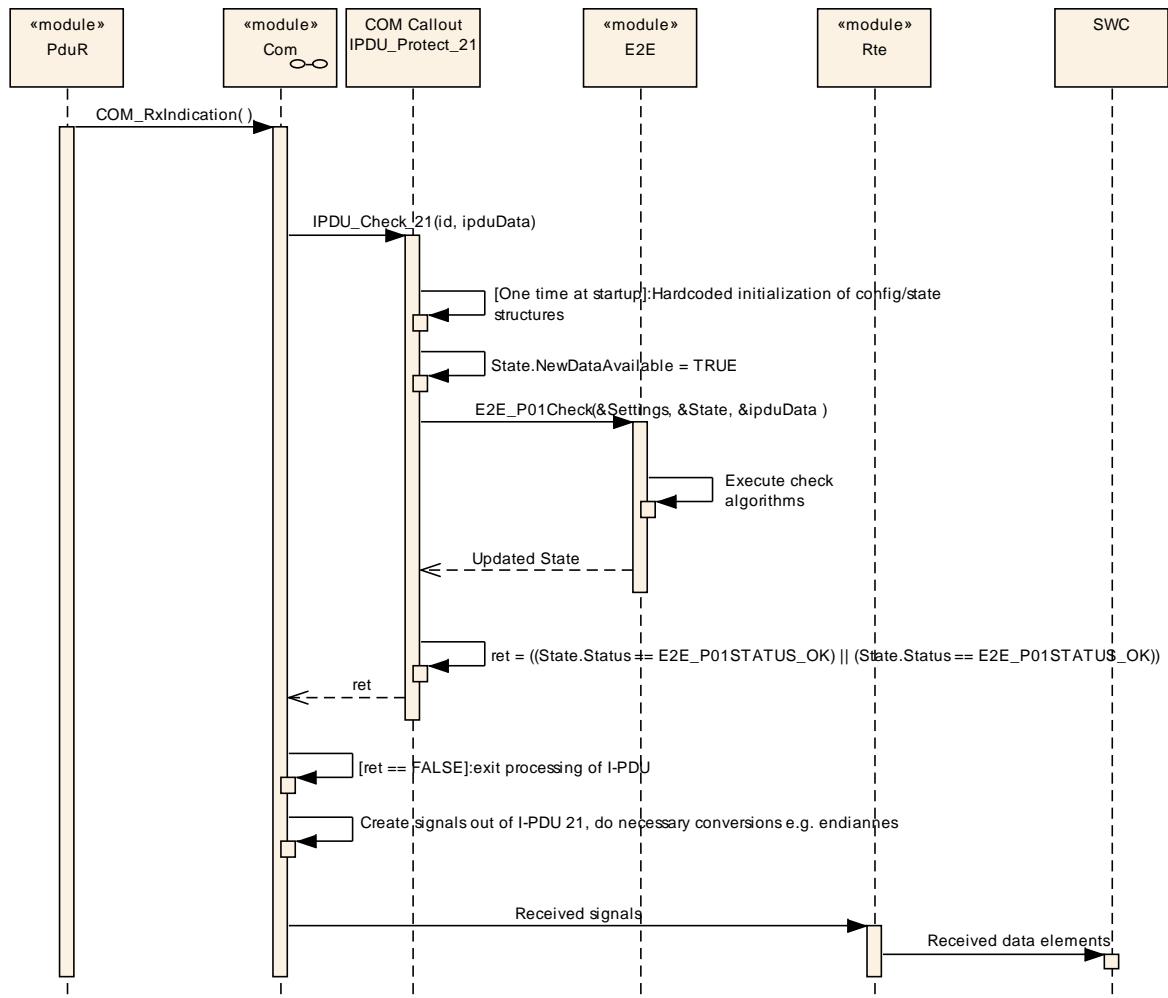 «module»
PduR
«module»
Com
COM Callout
IPDU_Protect_21
«module»
E2E
«module»
Rte
SWC
COM_RxIndication( )
IPDU_Check_21(id, ipduData)
[One time at startup]:Hardcoded initialization of config/state
structures
State.NewDataAvailable = TRUE
E2E_P01Check(&Settings, &State, &ipduData )
Execute check
algorithms
Updated State
ret = ((State.Status == E2E_P01STATUS_OK) || (State.Status == E2E_P01STATUS_OK))
ret
[ret == FALSE]:exit processing of I-PDU
Create signals out of I-PDU 21, do necessary conversions e.g. endiannes
Received signals
Received data elements